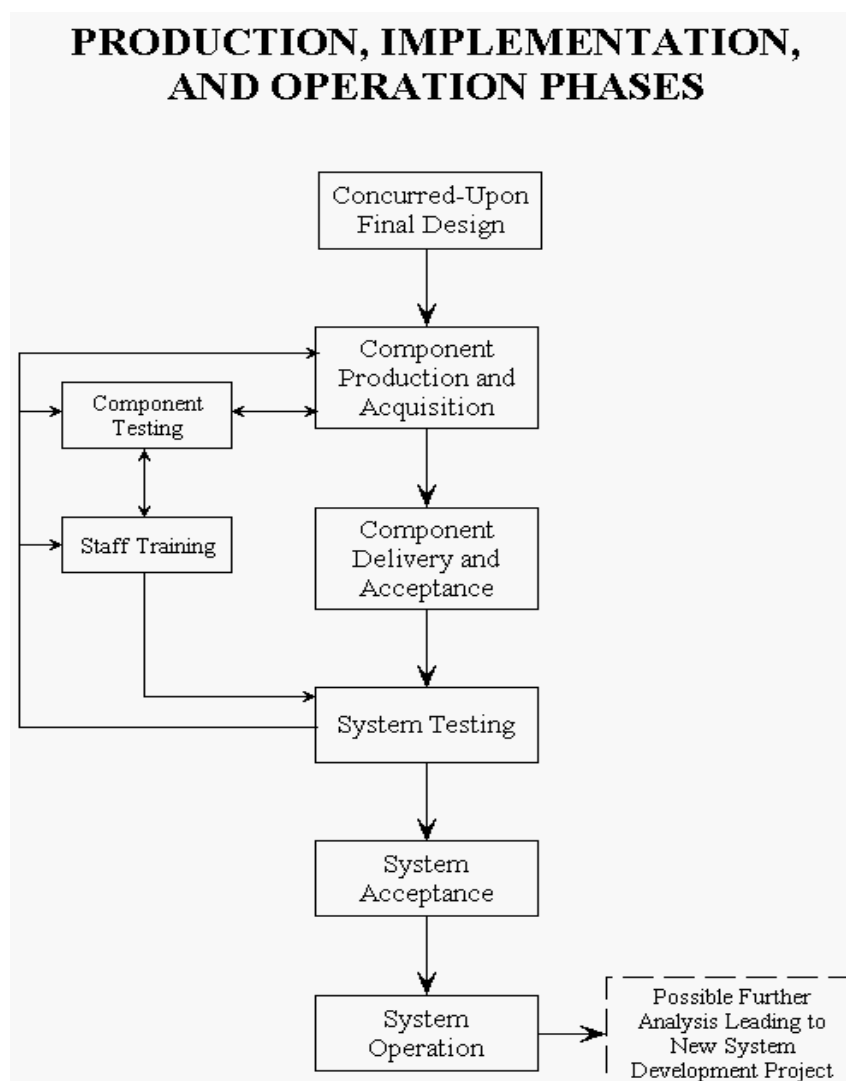 PRODUCTION, IMPLEMENTATION,
AND OPERATION PHASES
Concurred-Upon
Final Design
Component
Production and
Acquisition
Component
Testing
Staff Training
Component
Delivery and
Acceptance
System Testing
System
Acceptance
System
Operation
Possible Further
Analysis Leading to
New System
Development Project